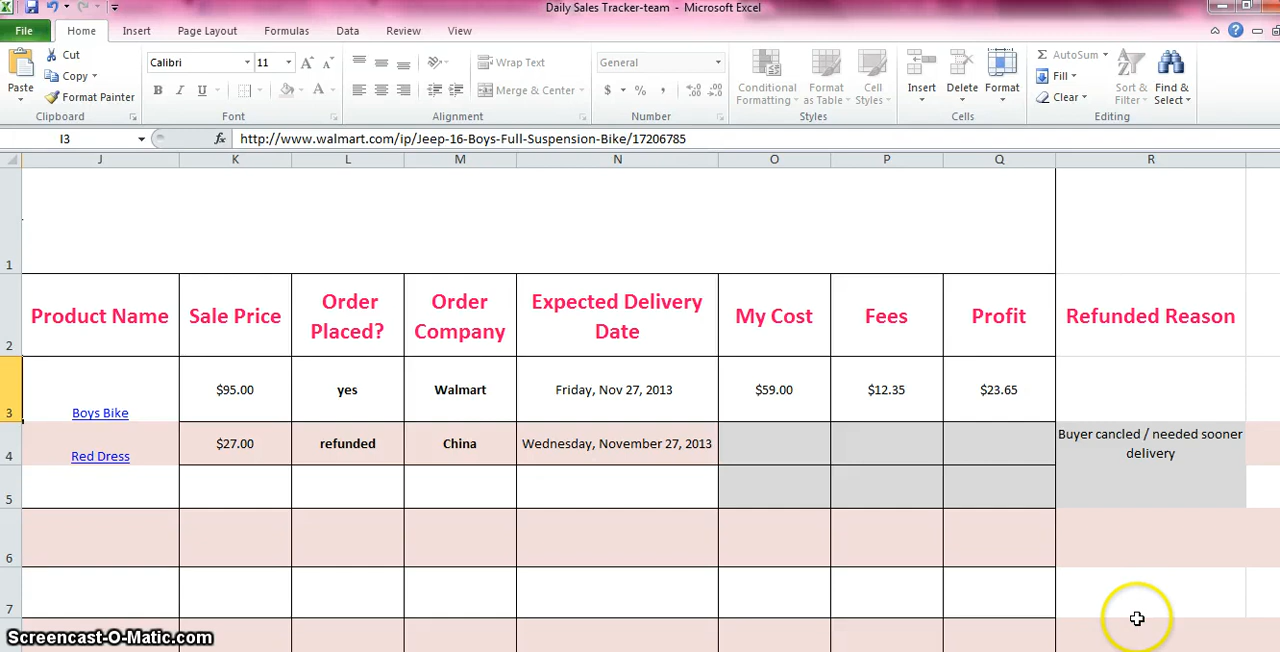 Daily Sales Tracker-team - Microsoft Excel
File Home Insert Page Layout Formulas Data Review View
Cut
Copy
Format Painter
Paste
Clipboard
Calibri 11
B I U
Font
Wrap Text
Merge & Center
Alignment
General
$ % ,
Number
Conditional Formatting
Format as Table
Cell Styles
Styles
Insert Delete Format
Cells
AutoSum
Fill
Clear
Sort & Filter
Find & Select
Editing
I3 fx http://www.walmart.com/ip/Jeep-16-Boys-Full-Suspension-Bike/17206785
J K L M N O P Q R
1
2
Product Name
Sale Price
Order
Placed?
Order
Company
Expected Delivery
Date
My Cost
Fees
Profit
Refunded Reason
3
Boys Bike
$95.00
yes
Walmart
Friday, Nov 27, 2013
$59.00
$12.35
$23.65
4
Red Dress
$27.00
refunded
China
Wednesday, November 27, 2013
Buyer cancled / needed sooner
delivery
5
6
7
Screencast-O-Matic.com